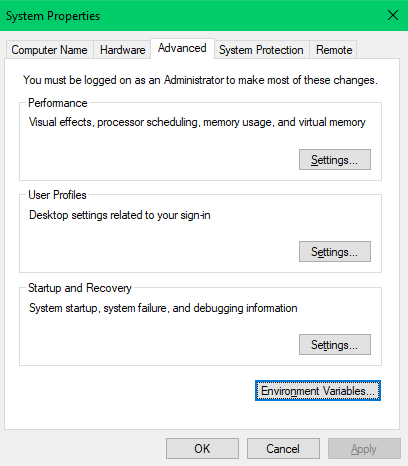 System Properties
Computer Name Hardware Advanced System Protection Remote
You must be logged on as an Administrator to make most of these changes.
Performance
Visual effects, processor scheduling, memory usage, and virtual memory
Settings...
User Profiles
Desktop settings related to your sign-in
Settings...
Startup and Recovery
System startup, system failure, and debugging information
Settings...
Environment Variables...
OK Cancel Apply